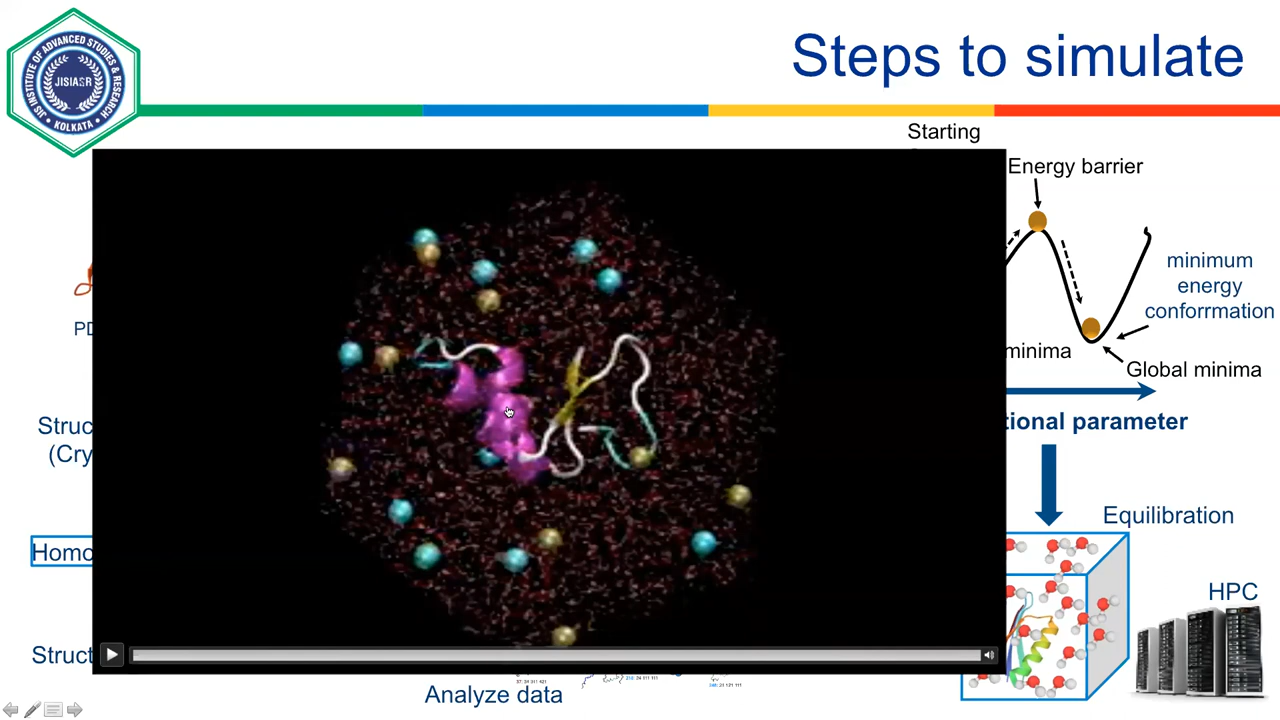 Steps to simulate
JIS INSTITUTE OF ADVANCED STUDIES & RESEARCH
JISIASR
• KOLKATA •
Starting
Energy barrier
minimum
energy
conforrmation
minima
Global minima
PD
tional parameter
Struc
(Cry
Equilibration
Homo
HPC
Struct
Analyze data